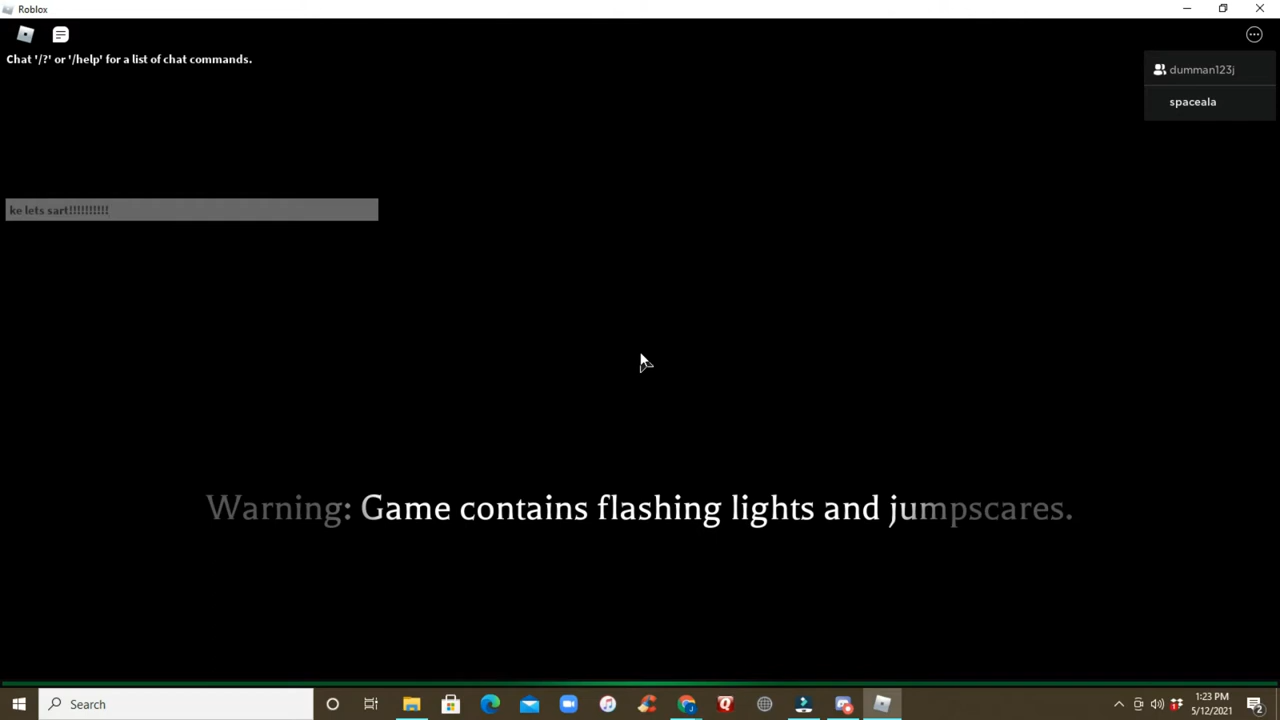 Roblox
Chat '/?' or '/help' for a list of chat commands.
dumman123j
spaceala
ke lets sart!!!!!!!!!!
Warning: Game contains flashing lights and jumpscares.
Search
1:23 PM
5/12/2021
2